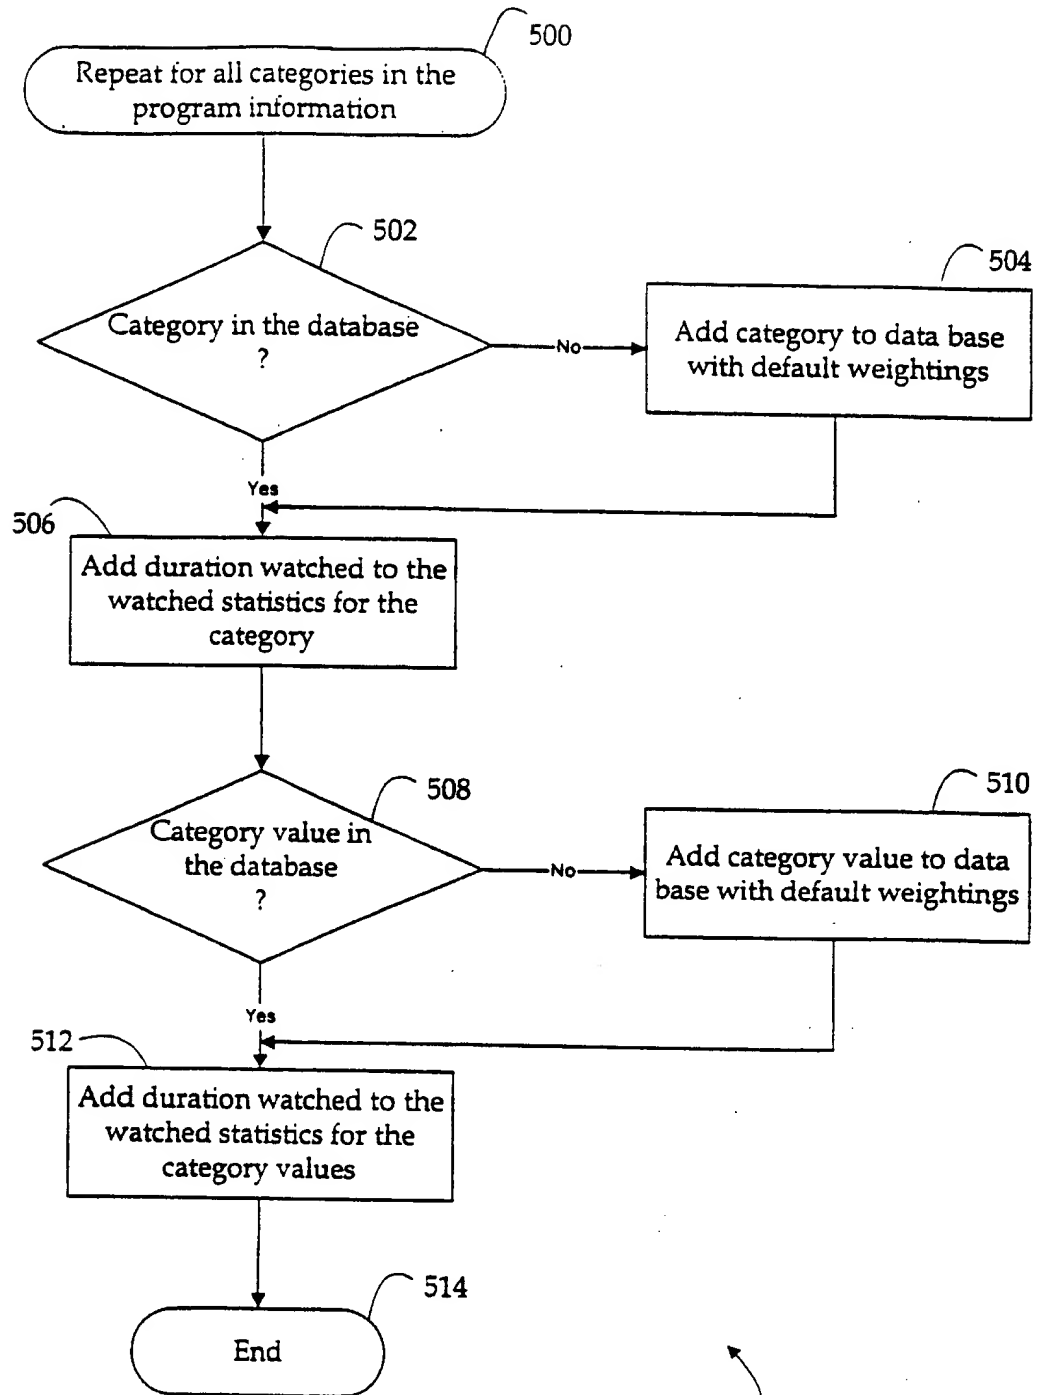 500
Repeat for all categories in the
program information
502
Category in the database
?
No
504
Add category to data base
with default weightings
Yes
506
Add duration watched to the
watched statistics for the
category
508
Category value in
the database
?
No
510
Add category value to data
base with default weightings
Yes
512
Add duration watched to the
watched statistics for the
category values
514
End